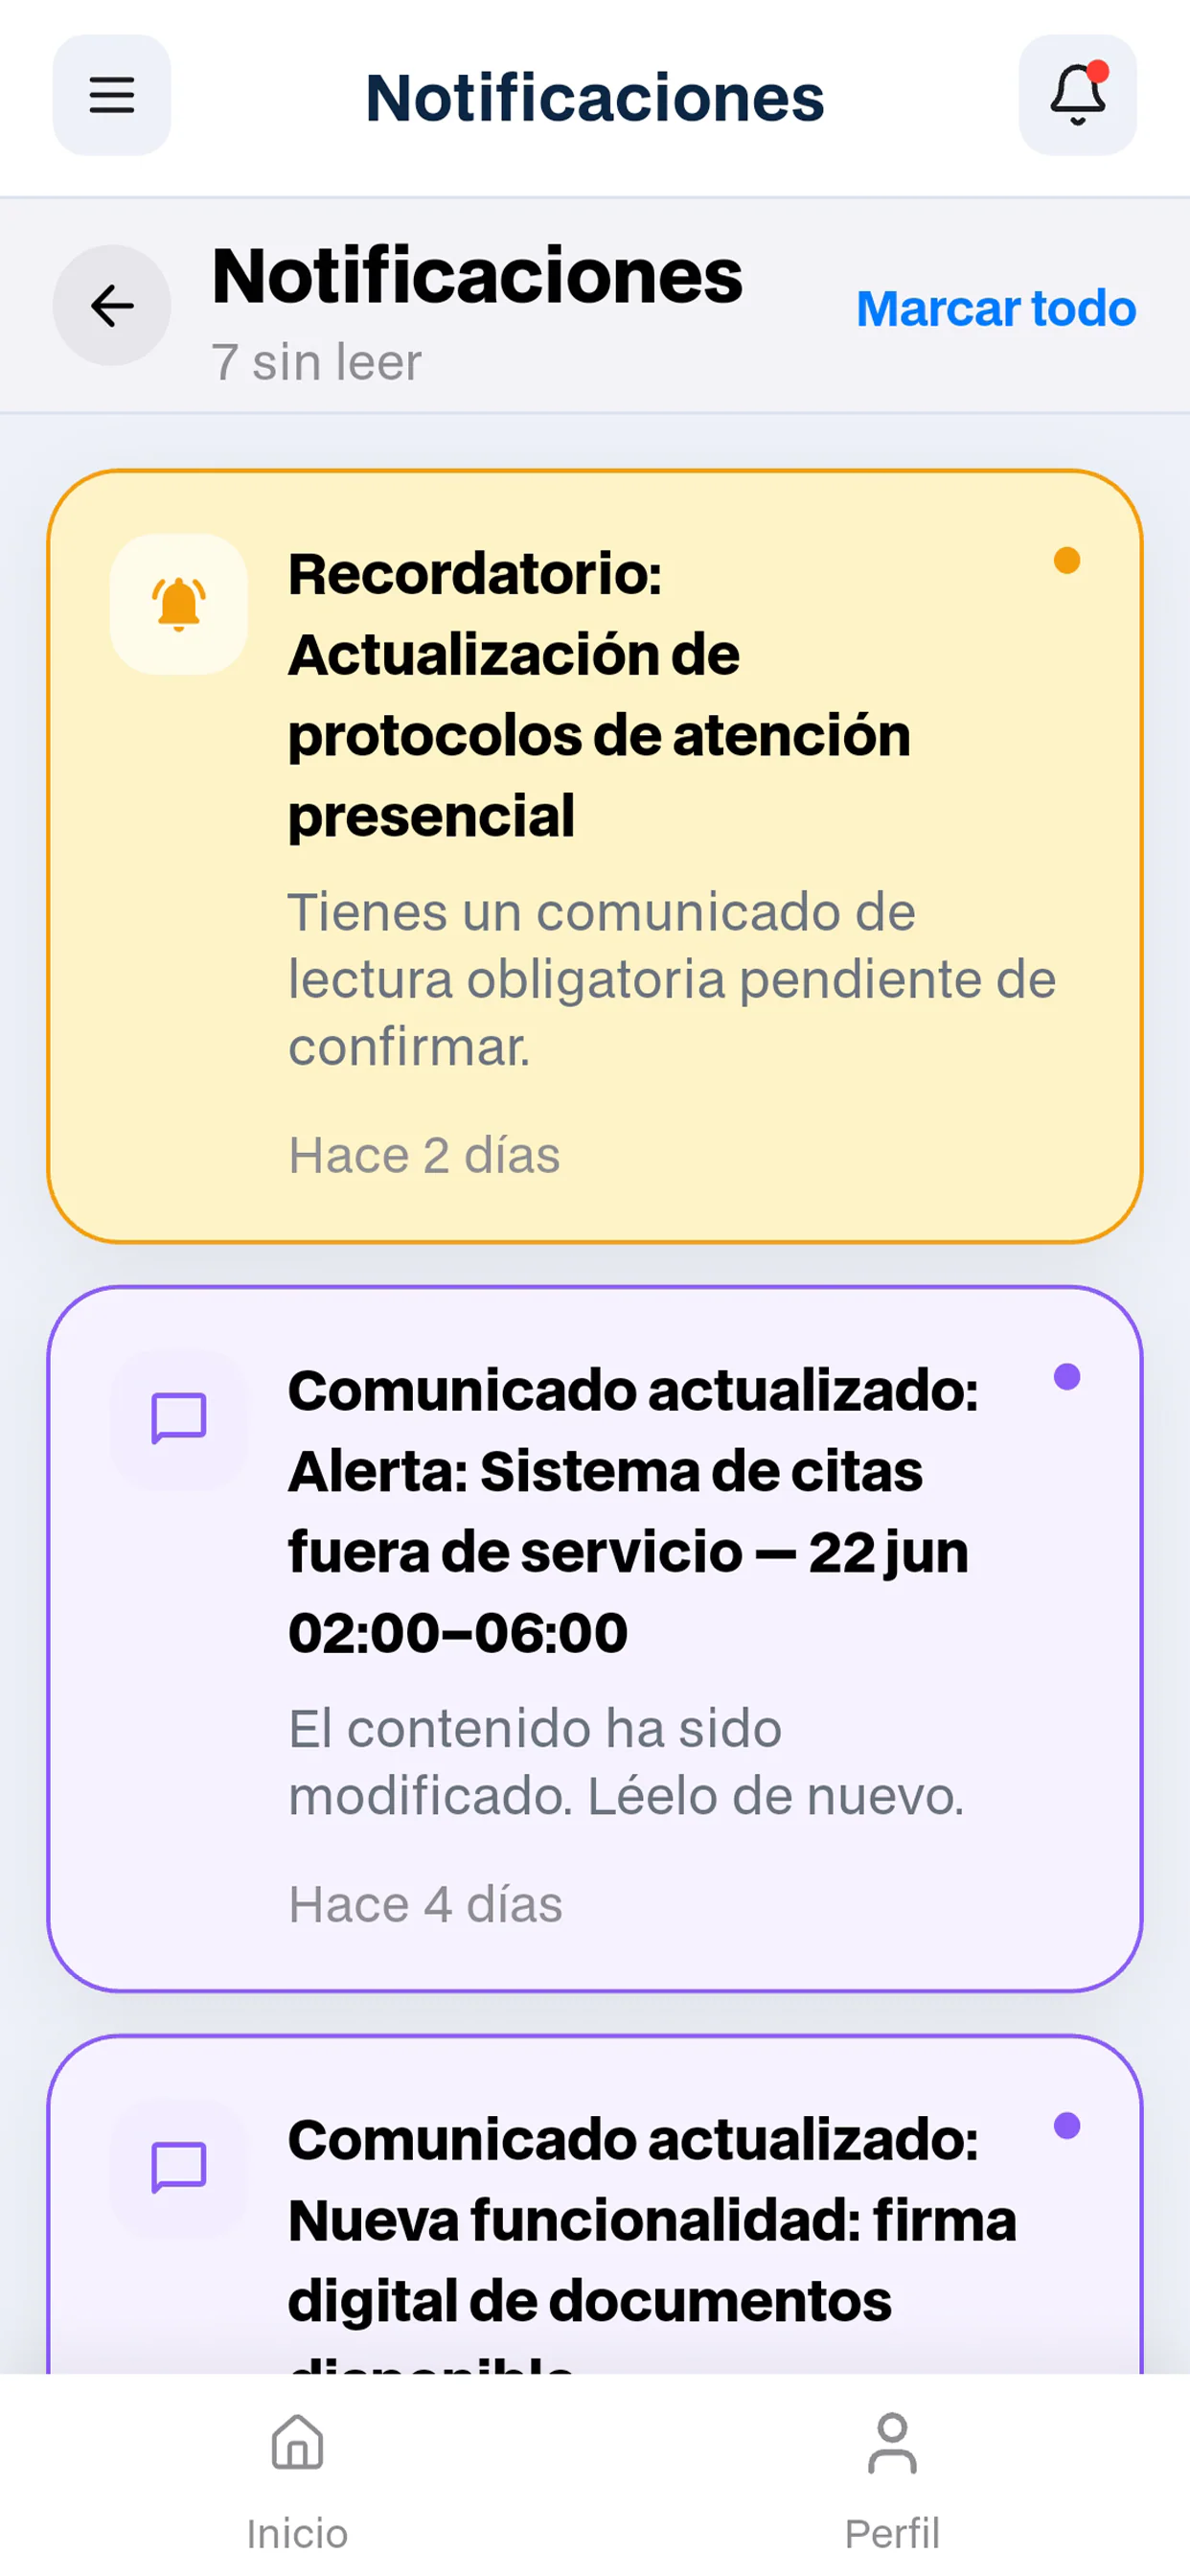 Notificaciones
Notificaciones
7 sin leer
Marcar todo
Recordatorio:
Actualización de
protocolos de atención
presencial
Tienes un comunicado de
lectura obligatoria pendiente de
confirmar.
Hace 2 días
Comunicado actualizado:
Alerta: Sistema de citas
fuera de servicio — 22 jun
02:00–06:00
El contenido ha sido
modificado. Léelo de nuevo.
Hace 4 días
Comunicado actualizado:
Nueva funcionalidad: firma
digital de documentos
disponible
Inicio
Perfil